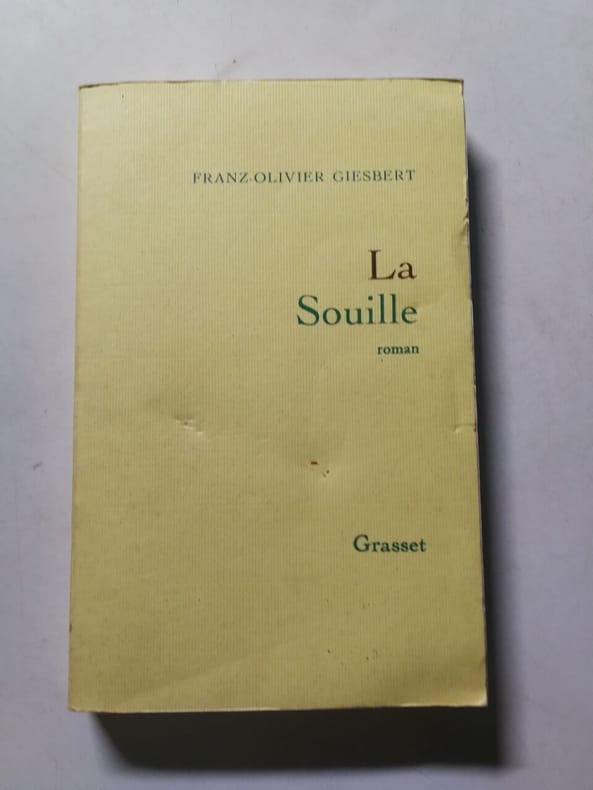 FRANZ-OLIVIER GIESBERT
La
Souille
roman
Grasset